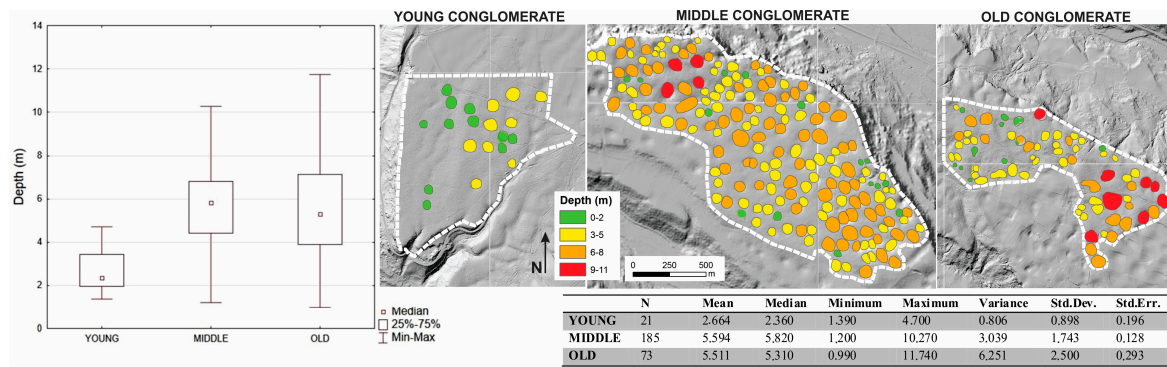 YOUNG CONGLOMERATE
MIDDLE CONGLOMERATE
OLD CONGLOMERATE
14
12
10
8
6
4
2
0
Depth (m)
YOUNG MIDDLE OLD
Median
25%-75%
Min-Max
N
Depth (m)
0-2
3-5
6-8
9-11
0 250 500
m
N Mean Median Minimum Maximum Variance Std.Dev. Std.Err.
YOUNG 21 2.664 2.360 1.390 4.700 0.806 0.898 0.196
MIDDLE 185 5,594 5,820 1,200 10,270 3,039 1,743 0,128
OLD 73 5,511 5,310 0,990 11,740 6,251 2,500 0,293